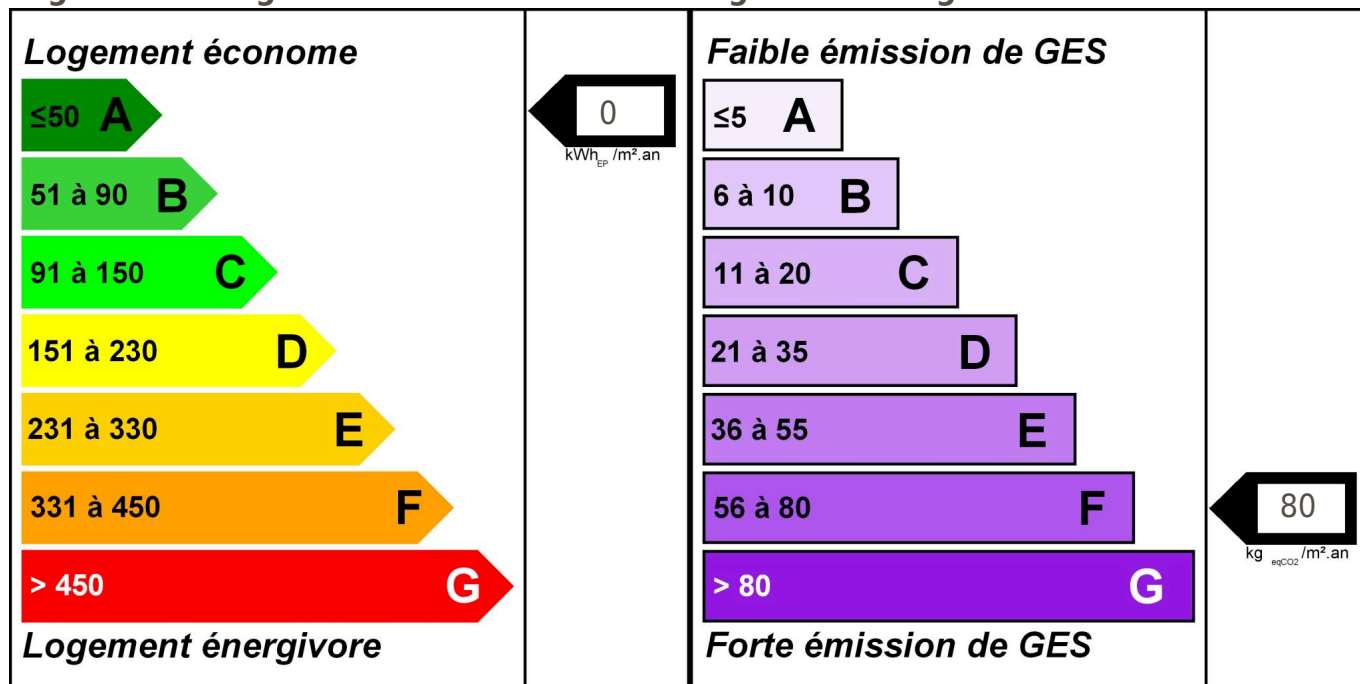 Logement économe
≤50 A
51 à 90 B
91 à 150 C
151 à 230 D
231 à 330 E
331 à 450 F
> 450 G
Logement énergivore
0
kWhEP /m².an
Faible émission de GES
≤5 A
6 à 10 B
11 à 20 C
21 à 35 D
36 à 55 E
56 à 80 F
> 80 G
Forte émission de GES
80
kg eqCO2 /m².an